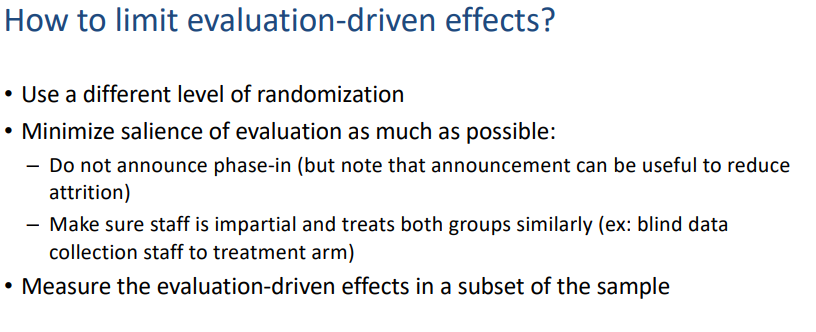 How to limit evaluation-driven effects?
• Use a different level of randomization
• Minimize salience of evaluation as much as possible:
– Do not announce phase-in (but note that announcement can be useful to reduce
attrition)
– Make sure staff is impartial and treats both groups similarly (ex: blind data
collection staff to treatment arm)
• Measure the evaluation-driven effects in a subset of the sample